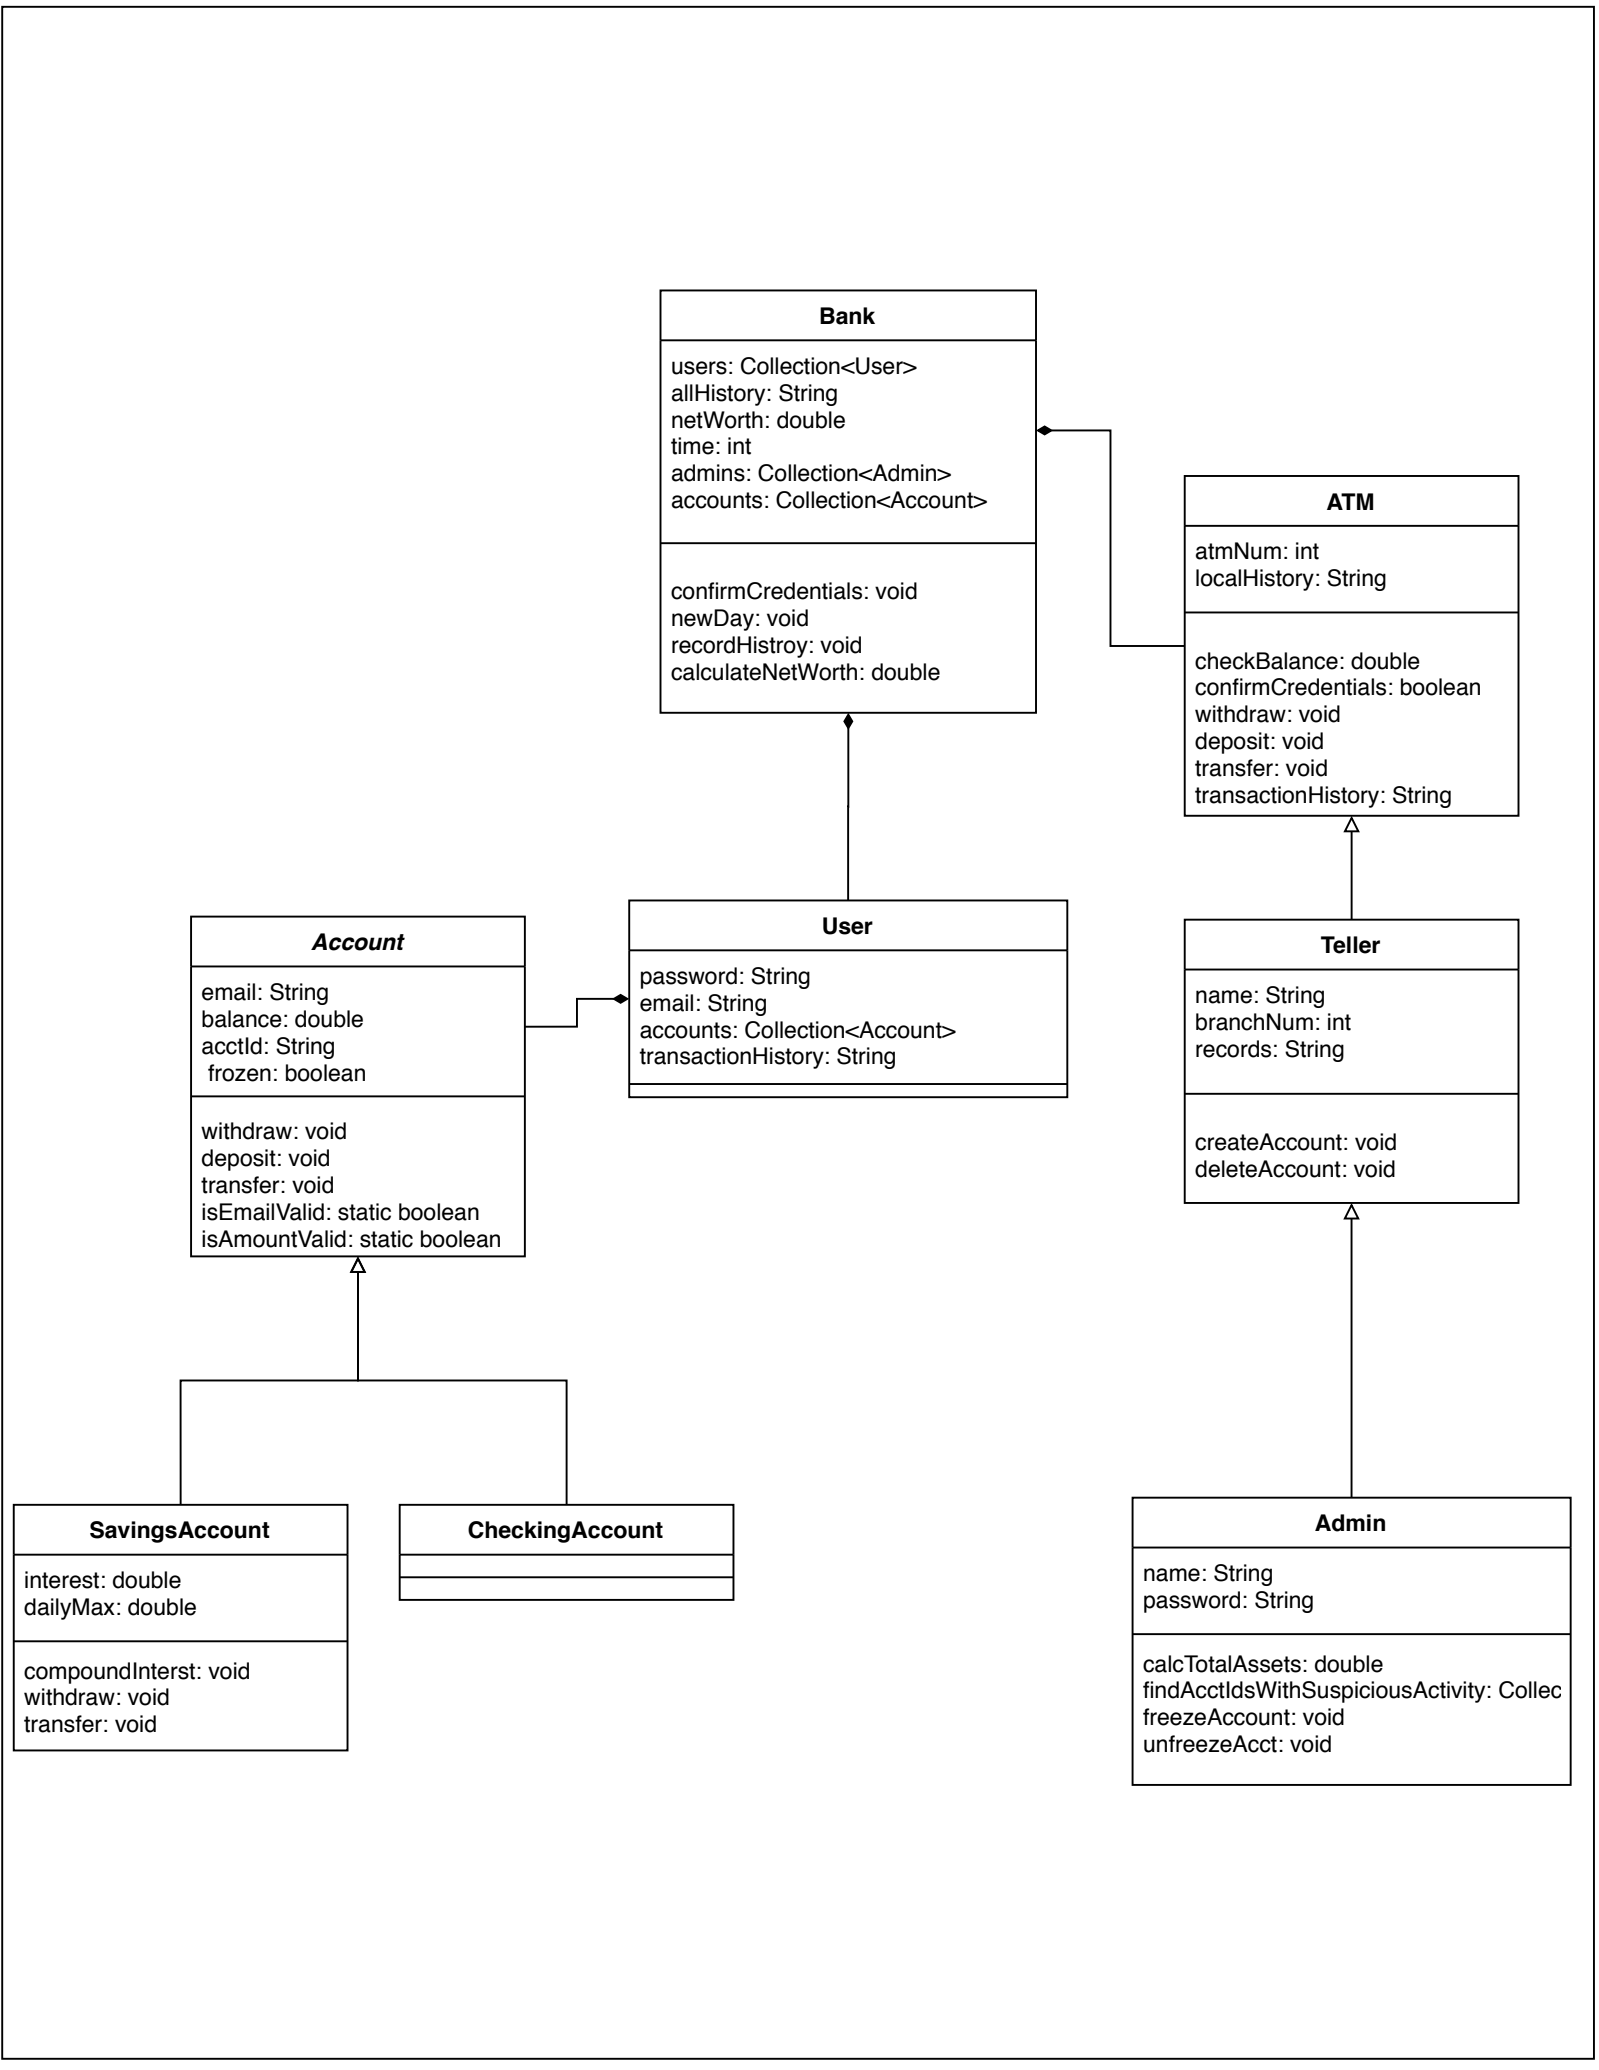 Bank
users: Collection<User>
allHistory: String
netWorth: double
time: int
admins: Collection<Admin>
accounts: Collection<Account>
confirmCredentials: void
newDay: void
recordHistroy: void
calculateNetWorth: double
ATM
atmNum: int
localHistory: String
checkBalance: double
confirmCredentials: boolean
withdraw: void
deposit: void
transfer: void
transactionHistory: String
Account
email: String
balance: double
acctId: String
frozen: boolean
withdraw: void
deposit: void
transfer: void
isEmailValid: static boolean
isAmountValid: static boolean
User
password: String
email: String
accounts: Collection<Account>
transactionHistory: String
Teller
name: String
branchNum: int
records: String
createAccount: void
deleteAccount: void
SavingsAccount
interest: double
dailyMax: double
compoundInterst: void
withdraw: void
transfer: void
CheckingAccount
Admin
name: String
password: String
calcTotalAssets: double
findAcctIdsWithSuspiciousActivity: Collec
freezeAccount: void
unfreezeAcct: void